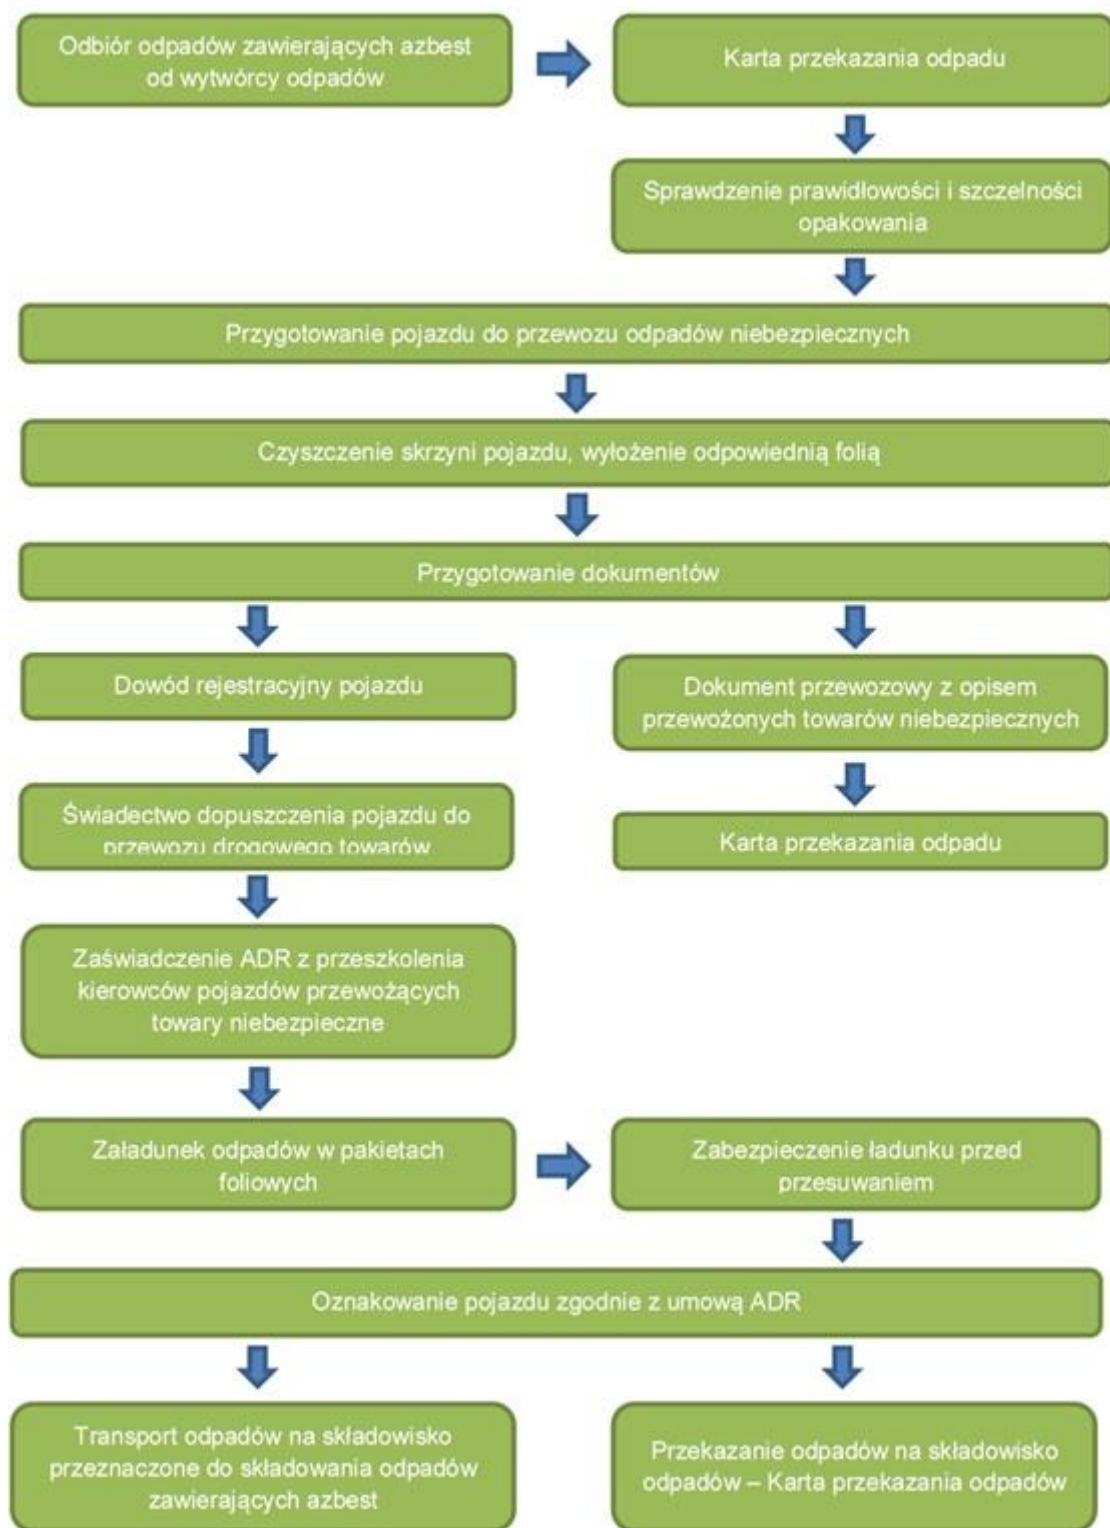 Odbiór odpadów zawierających azbest
od wytwórcy odpadów
Karta przekazania odpadu
Sprawdzenie prawidłowości i szczelności
opakowania
Przygotowanie pojazdu do przewozu odpadów niebezpiecznych
Czyszczenie skrzyni pojazdu, wyłożenie odpowiednią folią
Przygotowanie dokumentów
Dowód rejestracyjny pojazdu
Świadectwo dopuszczenia pojazdu do
przewozu drogowego towarów
Zaświadczenie ADR z przeszkolenia
kierowców pojazdów przewożących
towary niebezpieczne
Dokument przewozowy z opisem
przewożonych towarów niebezpiecznych
Karta przekazania odpadu
Załadunek odpadów w pakietach
foliowych
Zabezpieczenie ładunku przed
przesuwaniem
Oznakowanie pojazdu zgodnie z umową ADR
Transport odpadów na składowisko
przeznaczone do składowania odpadów
zawierających azbest
Przekazanie odpadów na składowisko
odpadów – Karta przekazania odpadów